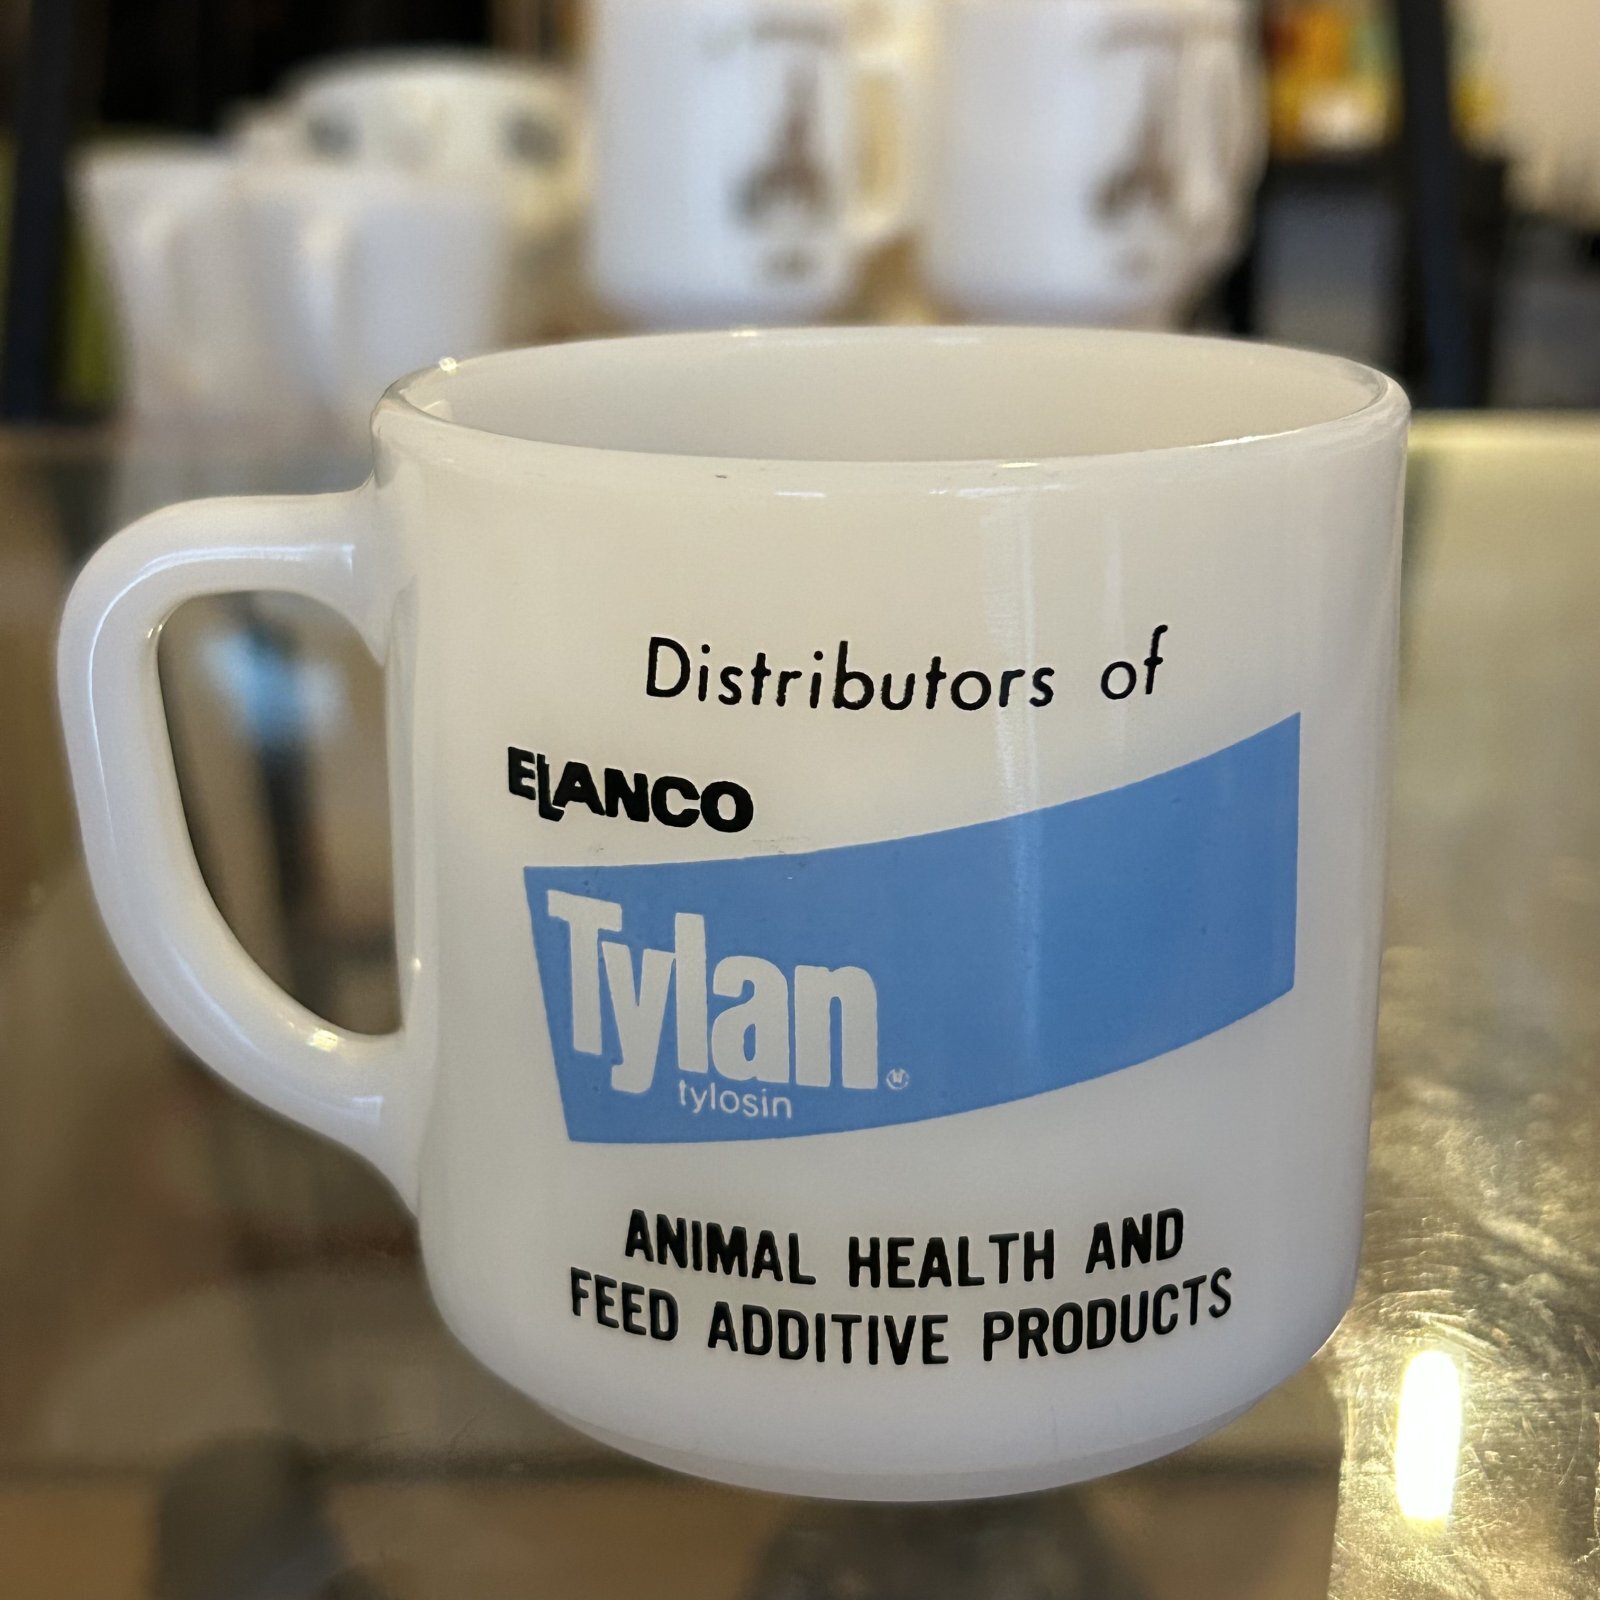 Distributors of
ELANCO
Tylan®
tylosin
ANIMAL HEALTH AND
FEED ADDITIVE PRODUCTS